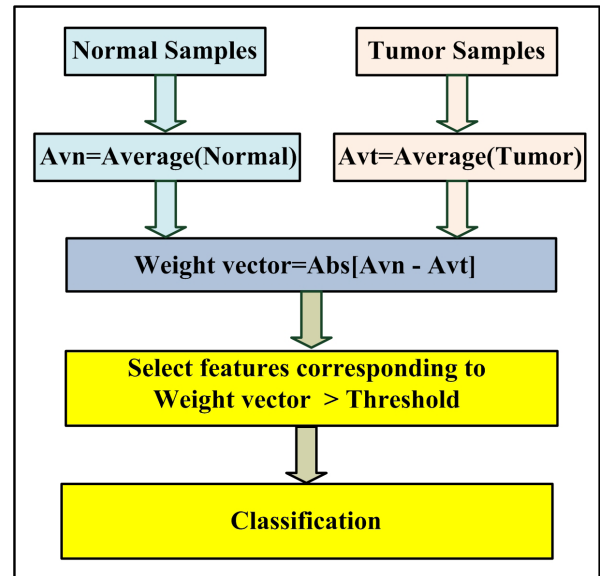 Normal Samples
Tumor Samples
Avn=Average(Normal)
Avt=Average(Tumor)
Weight vector=Abs[Avn - Avt]
Select features corresponding to
Weight vector > Threshold
Classification